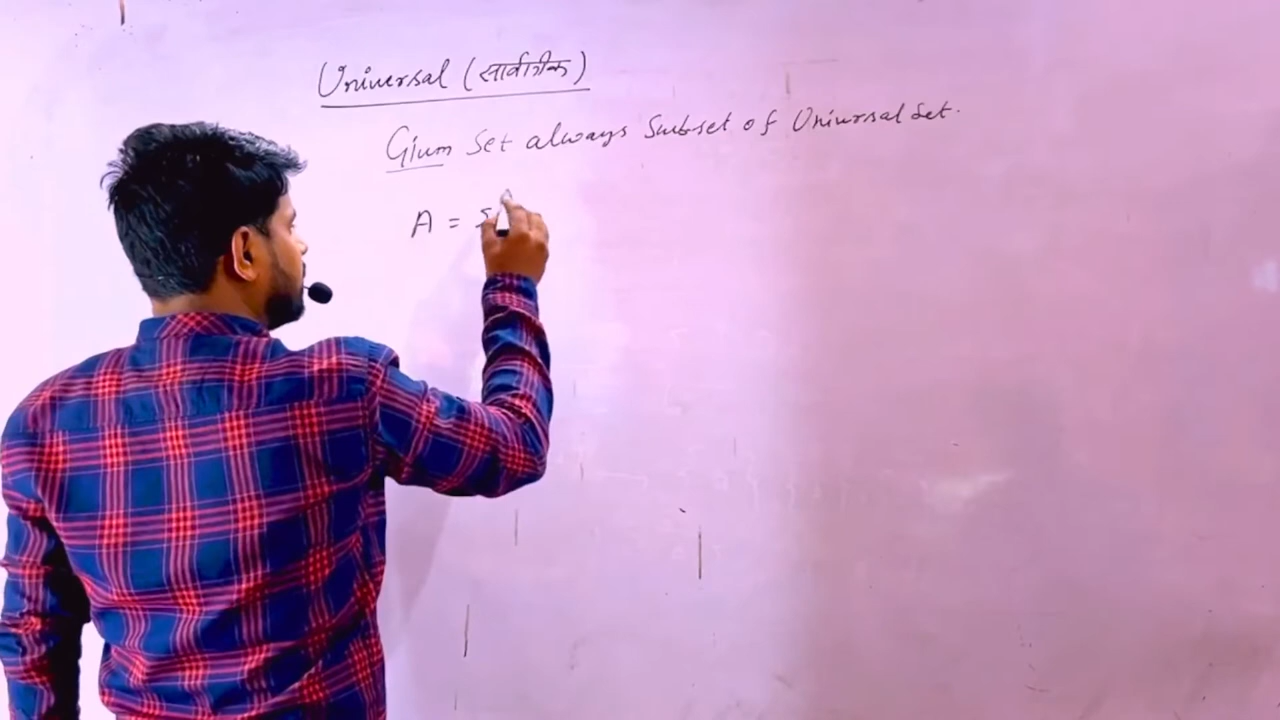 Universal (सार्वत्रीक)
Given Set always Subset of Universal Set.
A = {